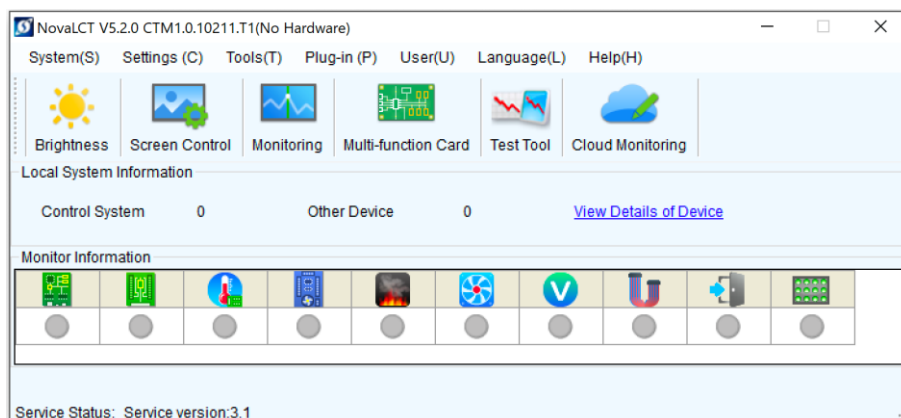 NovaLCT V5.2.0 CTM1.0.10211.T1(No Hardware)
System(S) Settings (C) Tools(T) Plug-in (P) User(U) Language(L) Help(H)
Brightness Screen Control Monitoring Multi-function Card Test Tool Cloud Monitoring
Local System Information
Control System 0 Other Device 0 View Details of Device
Monitor Information
V
Service Status: Service version:3.1